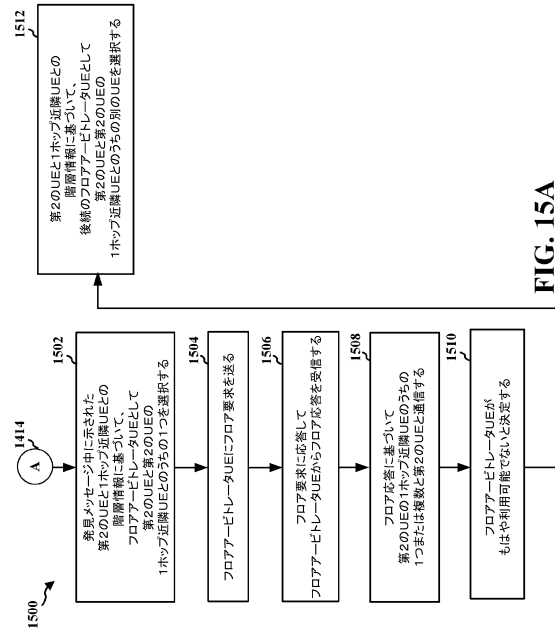 1500
1414
A
1502
発見メッセージ中に示された
第2のUEと1ホップ近隣UEとの
階層情報に基づいて、
フロアアービトレータUEとして
第2のUEと第2のUEの
1ホップ近隣UEとのうちの1つを選択する
1504
フロアアービトレータUEにフロア要求を送る
1506
フロア要求に応答して
フロアアービトレータUEからフロア応答を受信する
1508
フロア応答に基づいて
第2のUEの1ホップ近隣UEのうちの
1つまたは複数と第2のUEと通信する
1510
フロアアービトレータUEが
もはや利用可能でないと決定する
1512
第2のUEと1ホップ近隣UEとの
階層情報に基づいて、
後続のフロアアービトレータUEとして
第2のUEと第2のUEの
1ホップ近隣UEとのうちの別のUEを選択する
FIG. 15A